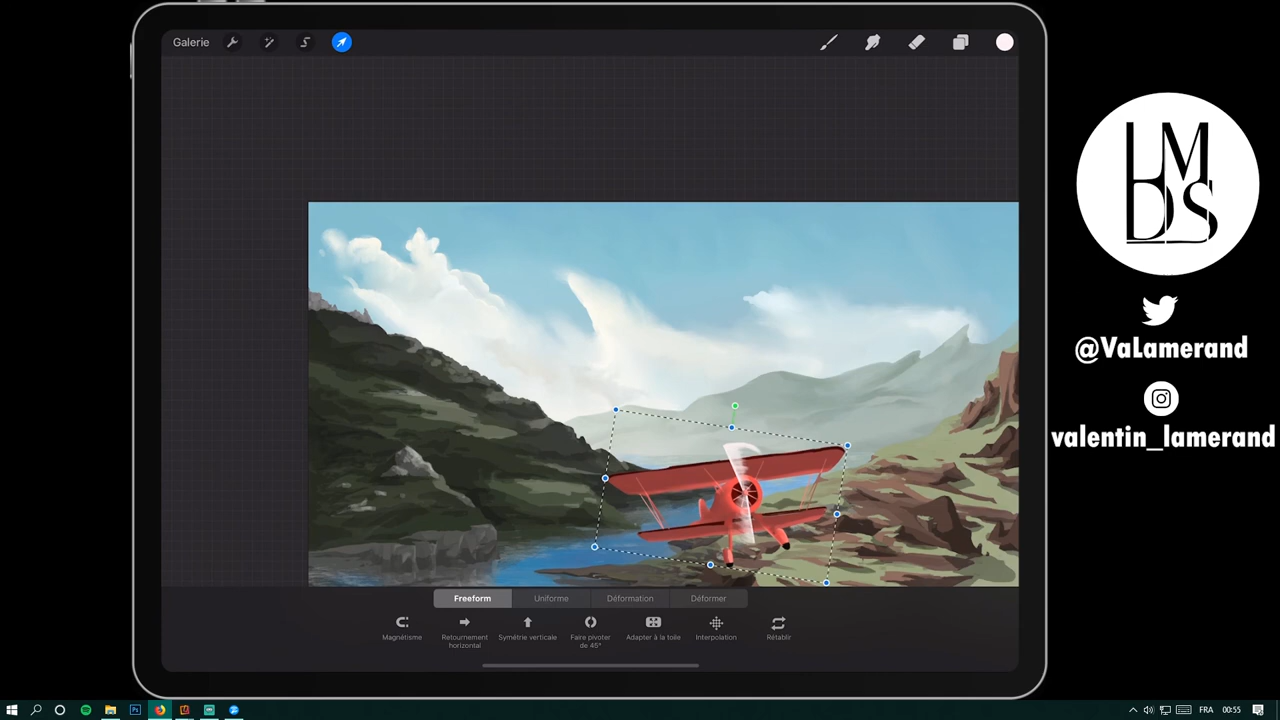 Galerie
LMDS
@VaLamerand
valentin_lamerand
Freeform
Uniforme
Déformation
Déformer
Magnétisme
Retournement
horizontal
Symétrie verticale
Faire pivoter
de 45°
Adapter à la toile
Interpolation
Rétablir
FRA
00:55